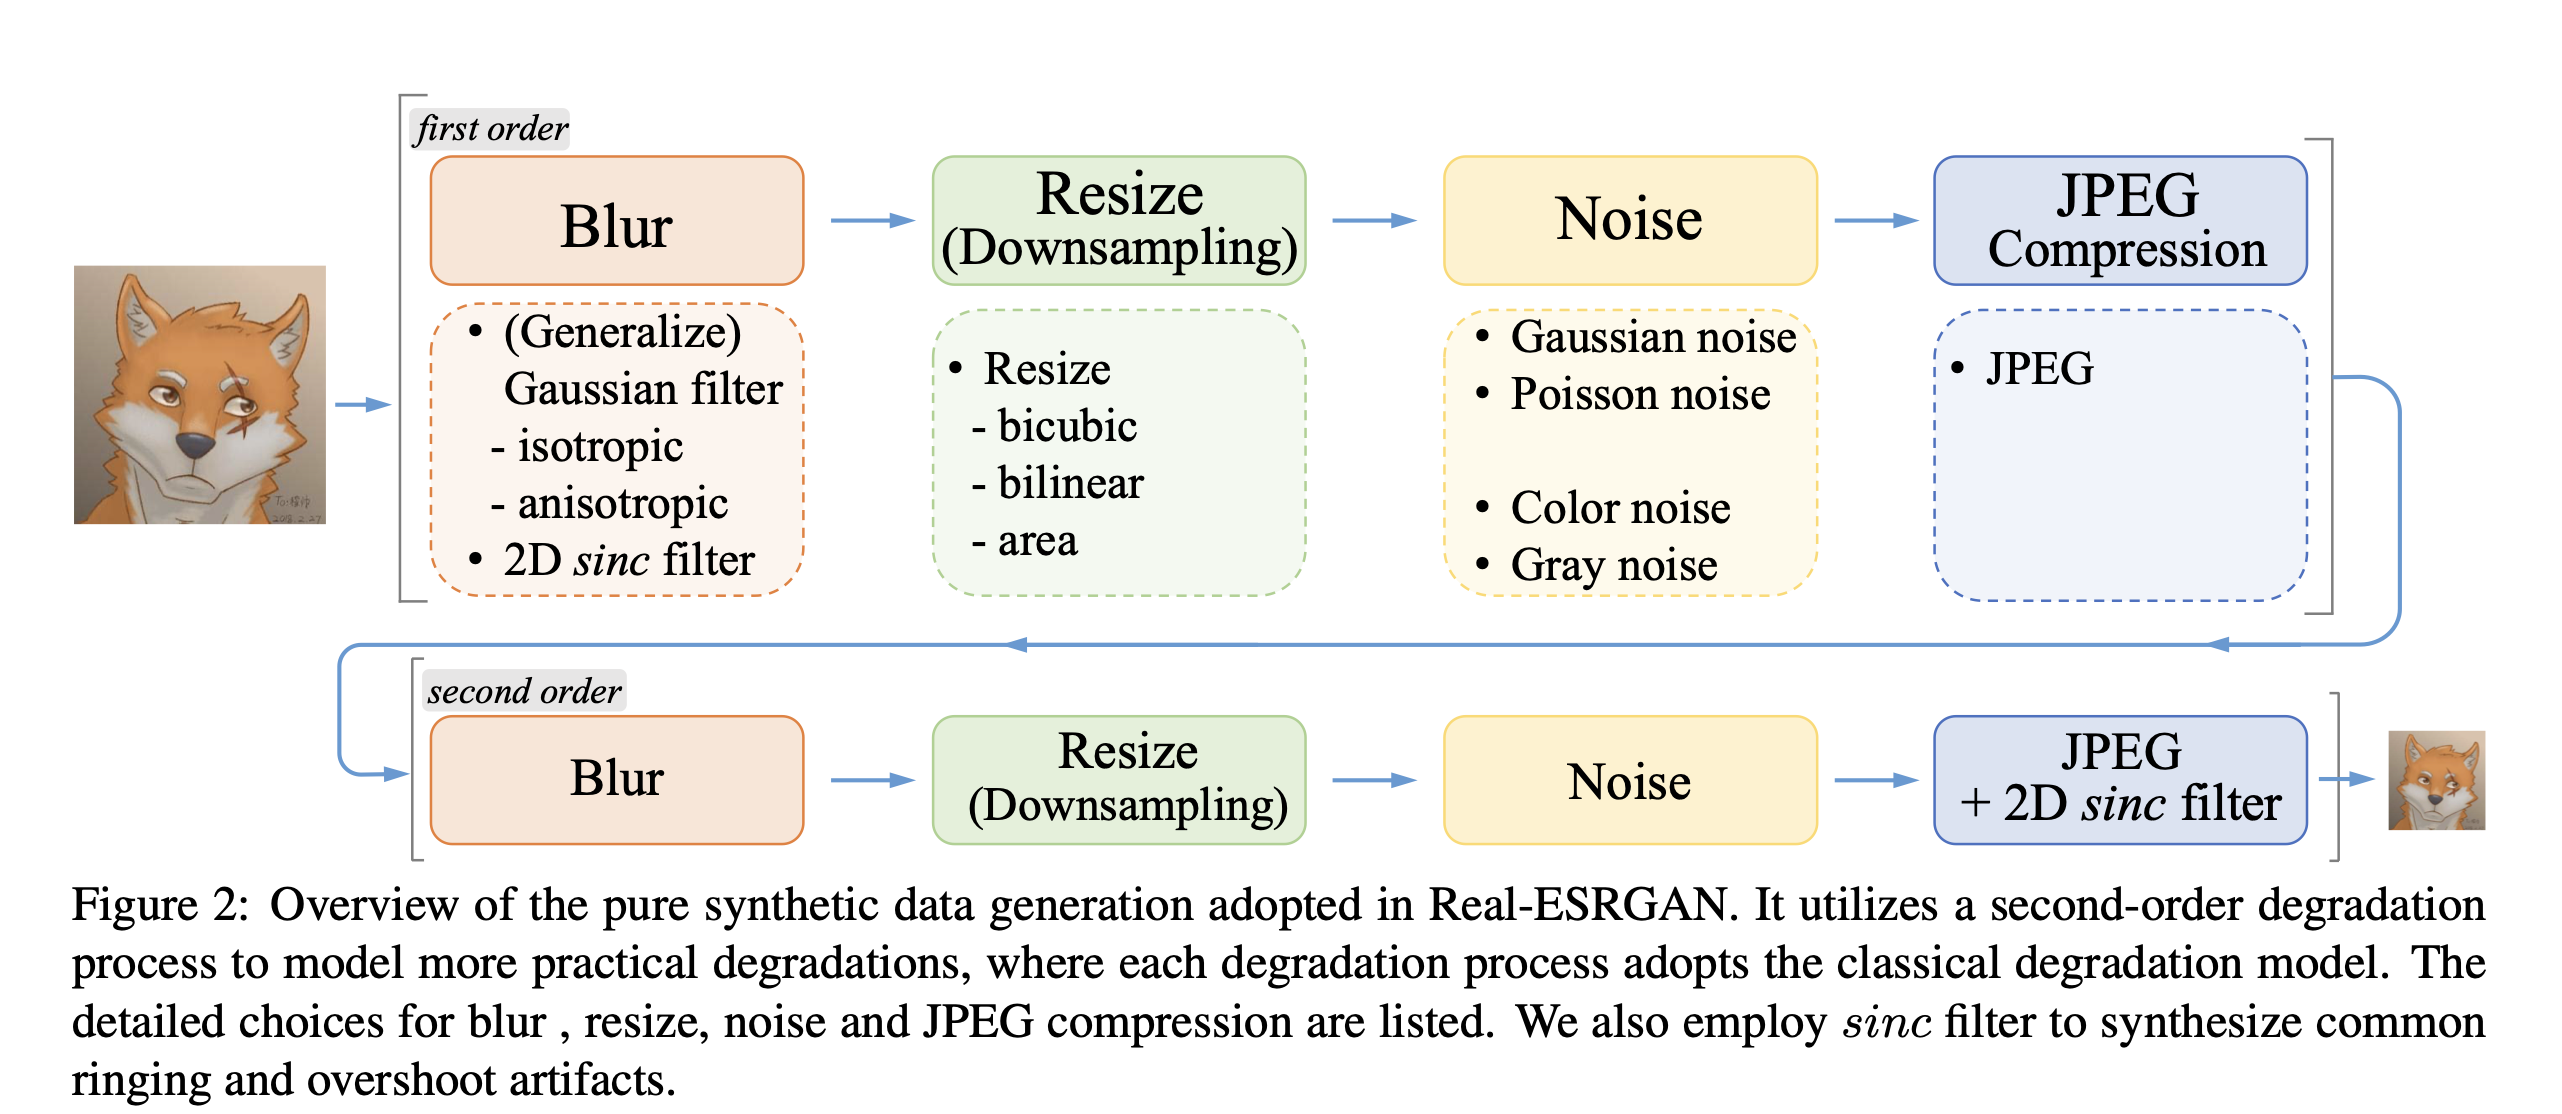 first order
Blur
Resize
(Downsampling)
Noise
JPEG
Compression
• (Generalize)
Gaussian filter
- isotropic
- anisotropic
• 2D sinc filter
• Resize
- bicubic
- bilinear
- area
• Gaussian noise
• Poisson noise
• Color noise
• Gray noise
• JPEG
second order
Blur
Resize
(Downsampling)
Noise
JPEG
+ 2D sinc filter
Figure 2: Overview of the pure synthetic data generation adopted in Real-ESRGAN. It utilizes a second-order degradation
process to model more practical degradations, where each degradation process adopts the classical degradation model. The
detailed choices for blur , resize, noise and JPEG compression are listed. We also employ sinc filter to synthesize common
ringing and overshoot artifacts.